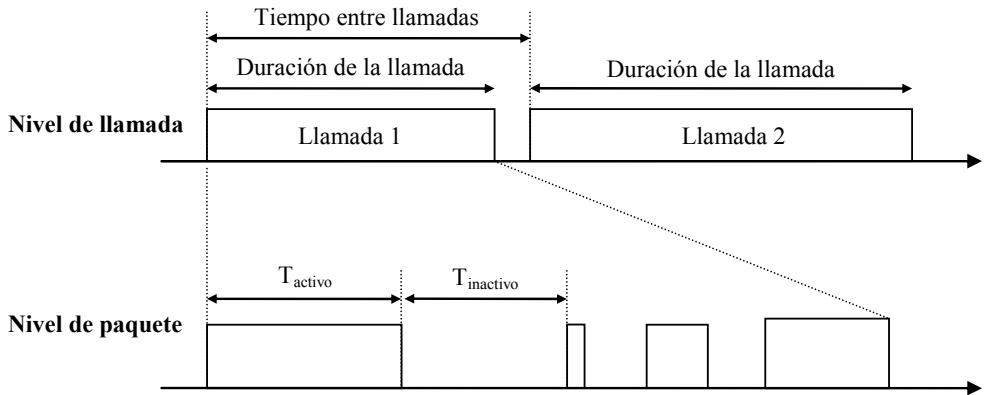 Tiempo entre llamadas
Duración de la llamada
Duración de la llamada
Nivel de llamada
Llamada 1
Llamada 2
Tactivo
Tinactivo
Nivel de paquete